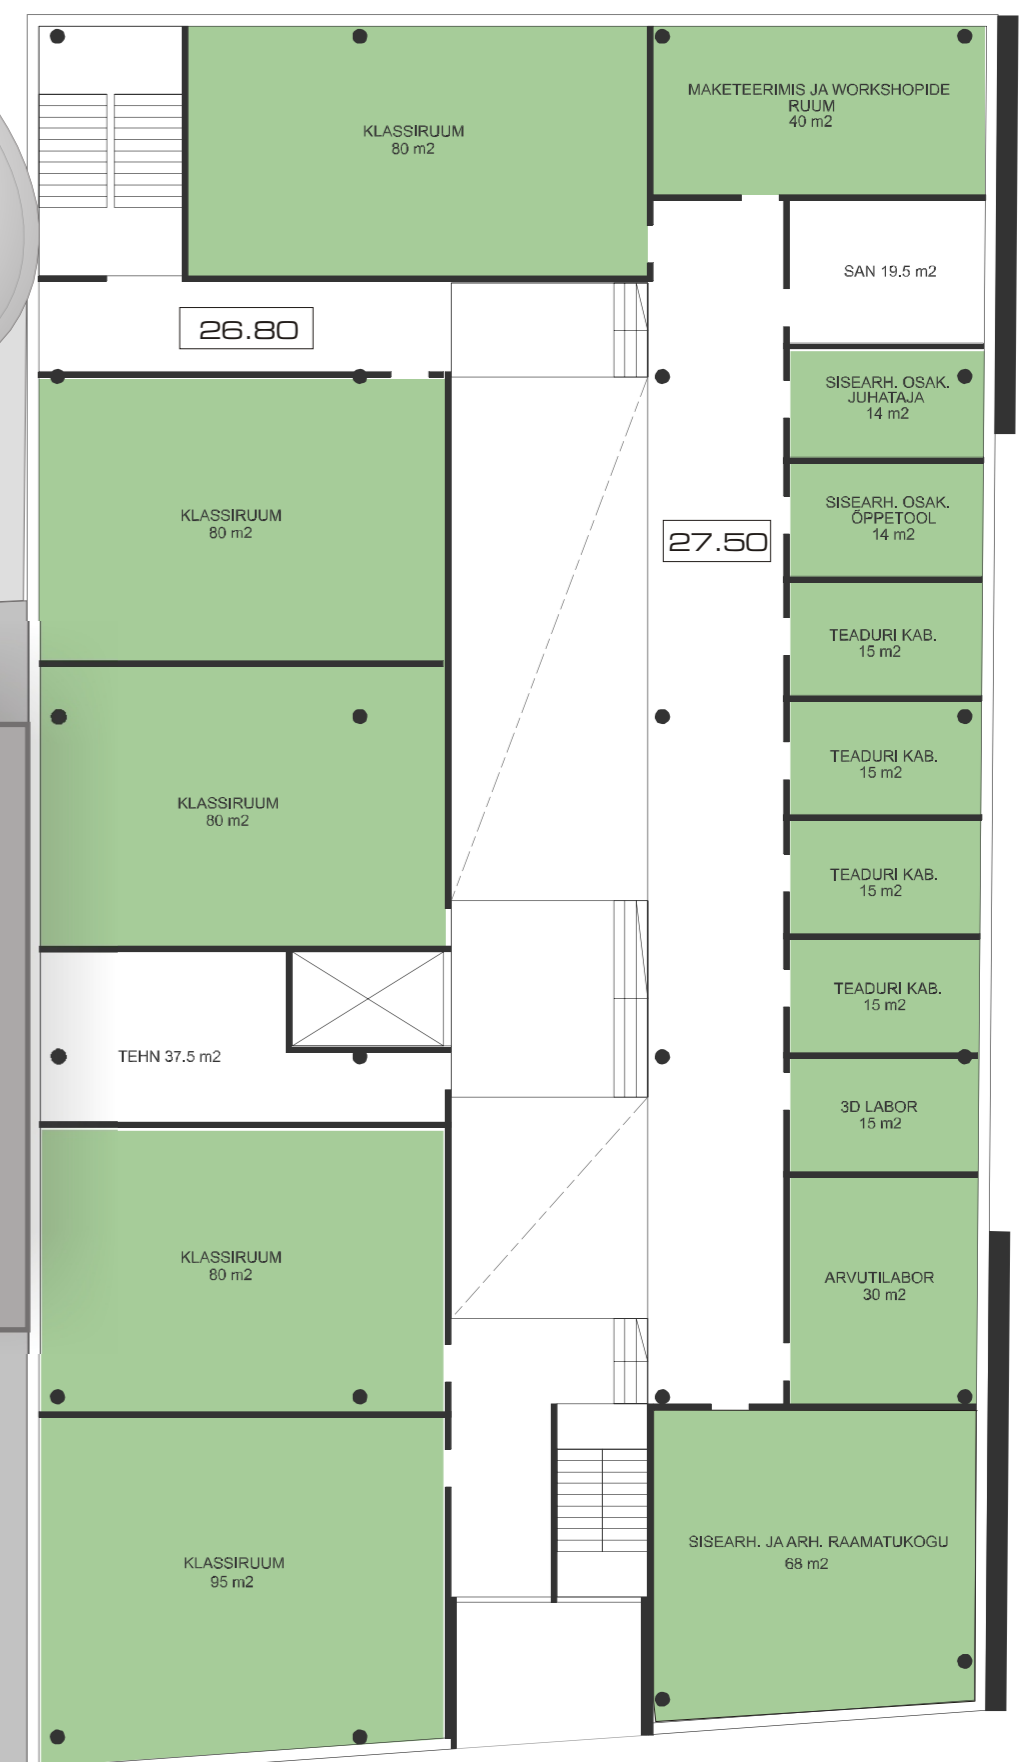 KLASSIRUUM
80 m2
MAKETEERIMIS JA WORKSHOPIDE
RUUM
40 m2
SAN 19.5 m2
26.80
SISEARH. OSAK.
JUHATAJA
14 m2
KLASSIRUUM
80 m2
SISEARH. OSAK.
ÕPPETOOL
14 m2
27.50
TEADURI KAB.
15 m2
TEADURI KAB.
15 m2
KLASSIRUUM
80 m2
TEADURI KAB.
15 m2
TEADURI KAB.
15 m2
TEHN 37.5 m2
3D LABOR
15 m2
KLASSIRUUM
80 m2
ARVUTILABOR
30 m2
SISEARH. JA ARH. RAAMATUKOGU
68 m2
KLASSIRUUM
95 m2